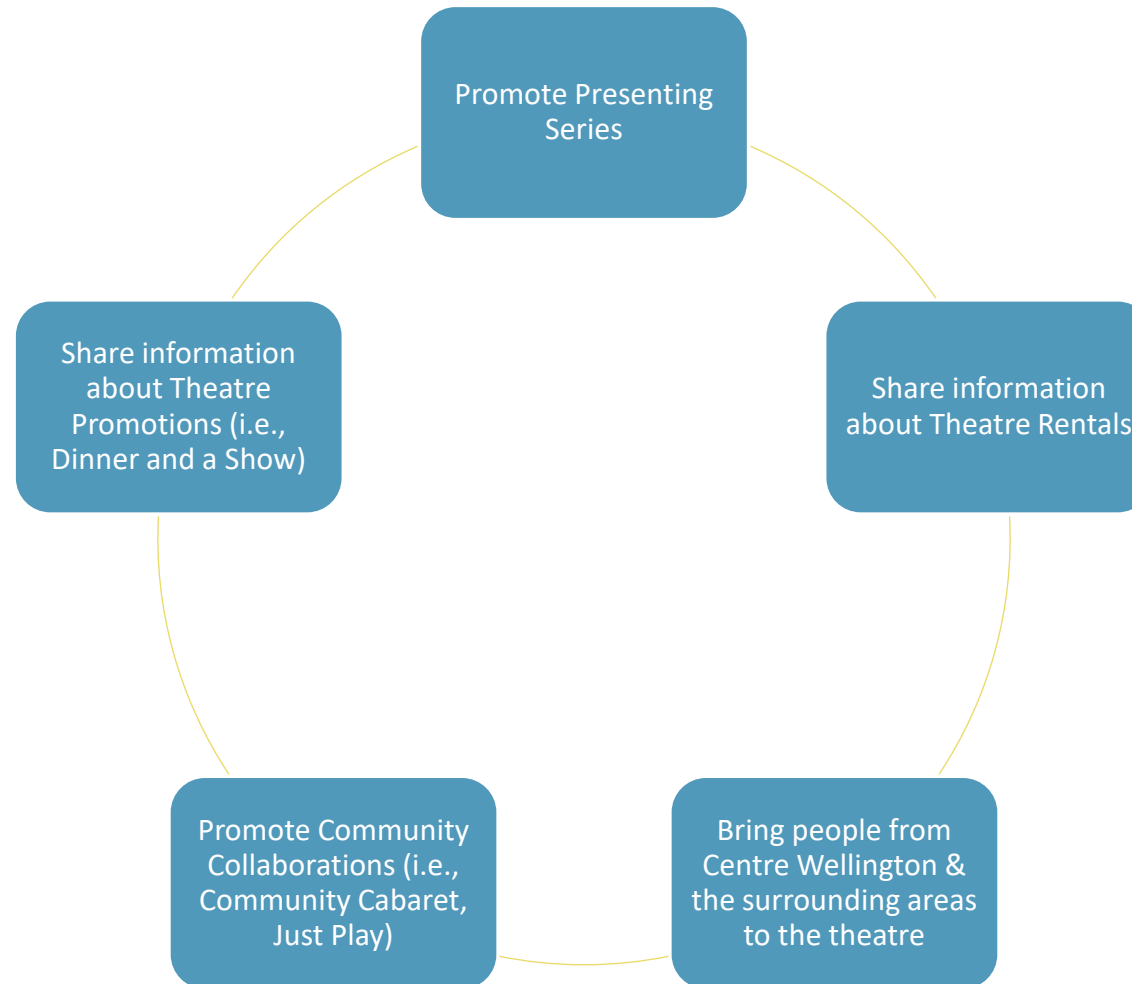 Promote Presenting
Series
Share information
about Theatre Rentals
Bring people from
Centre Wellington &
the surrounding areas
to the theatre
Promote Community
Collaborations (i.e.,
Community Cabaret,
Just Play)
Share information
about Theatre
Promotions (i.e.,
Dinner and a Show)